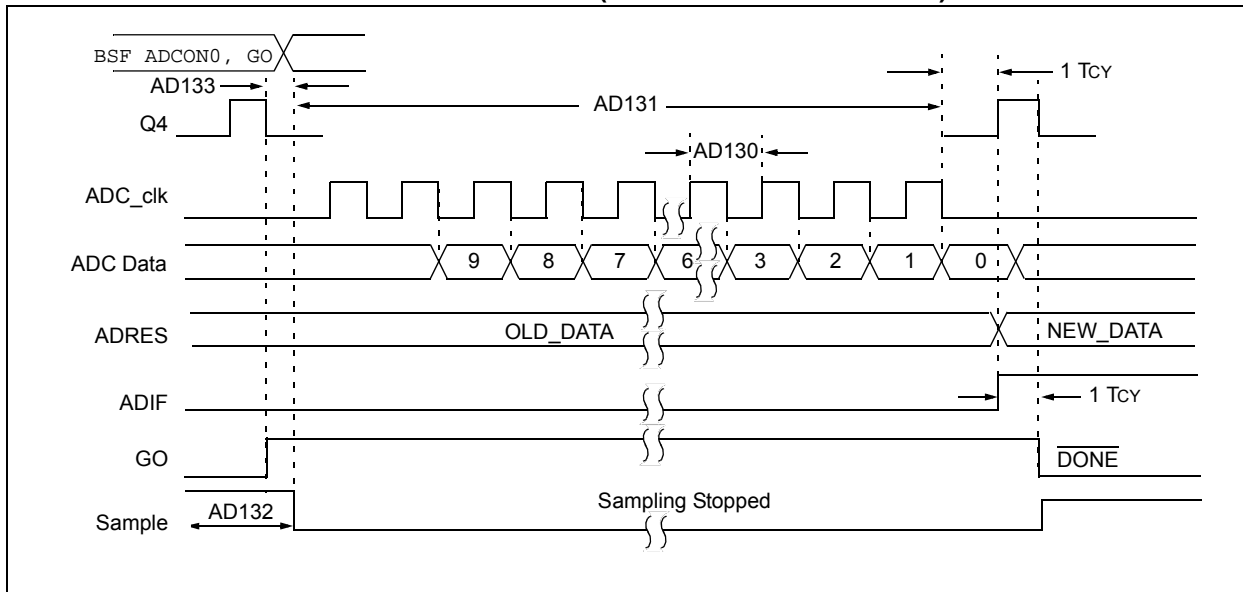 BSF ADCON0, GO
1 TCY
AD133
AD131
Q4
AD130
ADC_clk
ADC Data 9 8 7 6 3 2 1 0
ADRES OLD_DATA NEW_DATA
ADIF 1 TCY
GO DONE
Sampling Stopped
Sample AD132